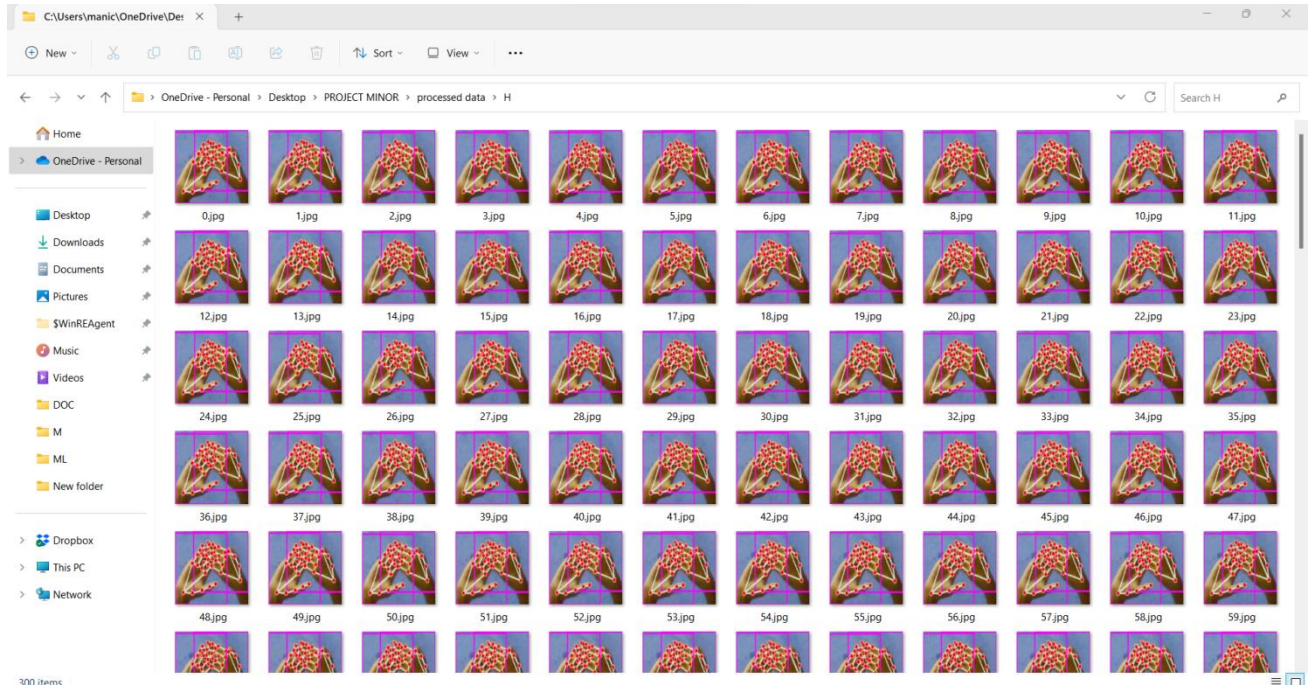 C:\Users\manic\OneDrive\Des
New
Sort
View
OneDrive - Personal > Desktop > PROJECT MINOR > processed data > H
Search H
Home
OneDrive - Personal
Desktop
Downloads
Documents
Pictures
$WinREAgent
Music
Videos
DOC
M
ML
New folder
Dropbox
This PC
Network
0.jpg 1.jpg 2.jpg 3.jpg 4.jpg 5.jpg 6.jpg 7.jpg 8.jpg 9.jpg 10.jpg 11.jpg
12.jpg 13.jpg 14.jpg 15.jpg 16.jpg 17.jpg 18.jpg 19.jpg 20.jpg 21.jpg 22.jpg 23.jpg
24.jpg 25.jpg 26.jpg 27.jpg 28.jpg 29.jpg 30.jpg 31.jpg 32.jpg 33.jpg 34.jpg 35.jpg
36.jpg 37.jpg 38.jpg 39.jpg 40.jpg 41.jpg 42.jpg 43.jpg 44.jpg 45.jpg 46.jpg 47.jpg
48.jpg 49.jpg 50.jpg 51.jpg 52.jpg 53.jpg 54.jpg 55.jpg 56.jpg 57.jpg 58.jpg 59.jpg
300 items